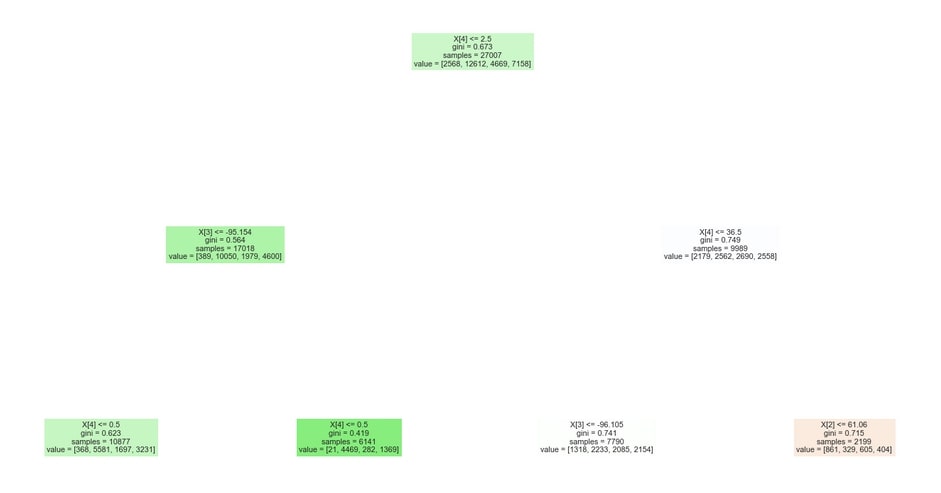 X[4] <= 2.5
gini = 0.673
samples = 27007
value = [2568, 12612, 4669, 7158]
X[3] <= -95.154
gini = 0.564
samples = 17018
value = [389, 10050, 1979, 4600]
X[4] <= 36.5
gini = 0.749
samples = 9989
value = [2179, 2562, 2690, 2558]
X[4] <= 0.5
gini = 0.623
samples = 10877
value = [368, 5581, 1697, 3231]
X[4] <= 0.5
gini = 0.419
samples = 6141
value = [21, 4469, 282, 1369]
X[3] <= -96.105
gini = 0.741
samples = 7790
value = [1318, 2233, 2085, 2154]
X[2] <= 61.06
gini = 0.715
samples = 2199
value = [861, 329, 605, 404]